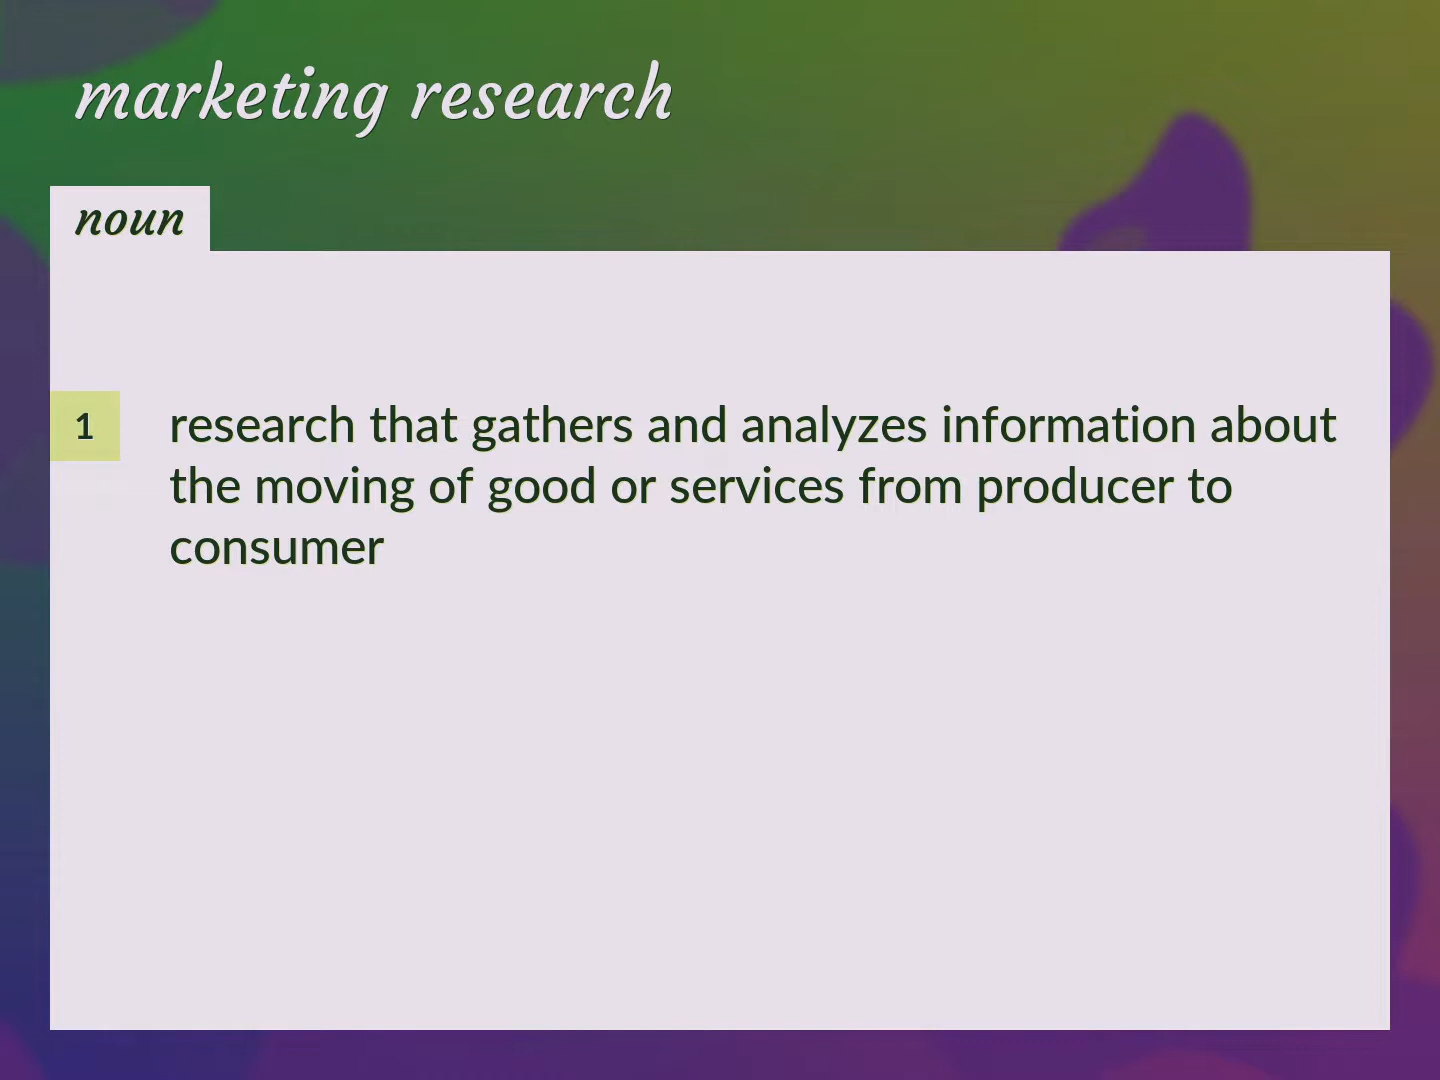 marketing research
noun
1 research that gathers and analyzes information about
the moving of good or services from producer to
consumer